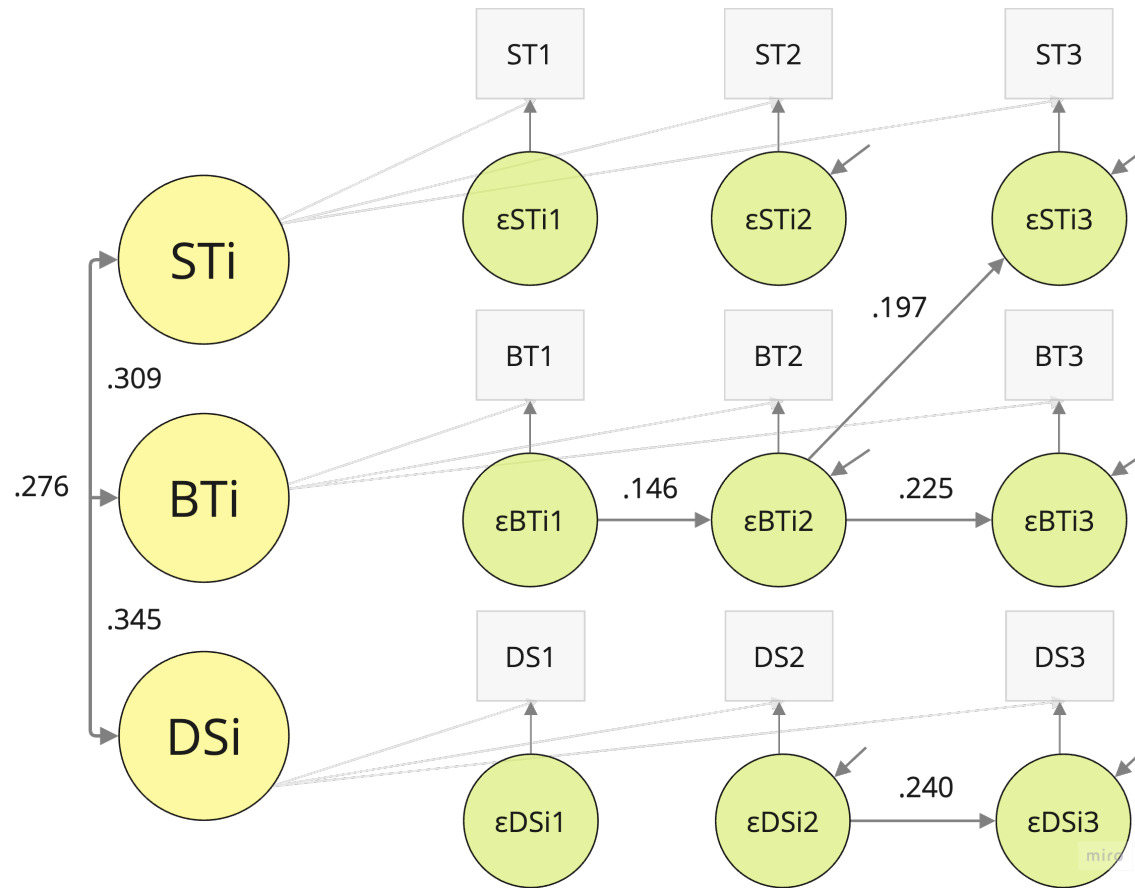 ST1
ST2
ST3
εSTi1
εSTi2
εSTi3
STi
.197
BT1
BT2
BT3
.309
BTi
.276
.146
.225
εBTi1
εBTi2
εBTi3
.345
DS1
DS2
DS3
DSi
.240
εDSi1
εDSi2
εDSi3
miro